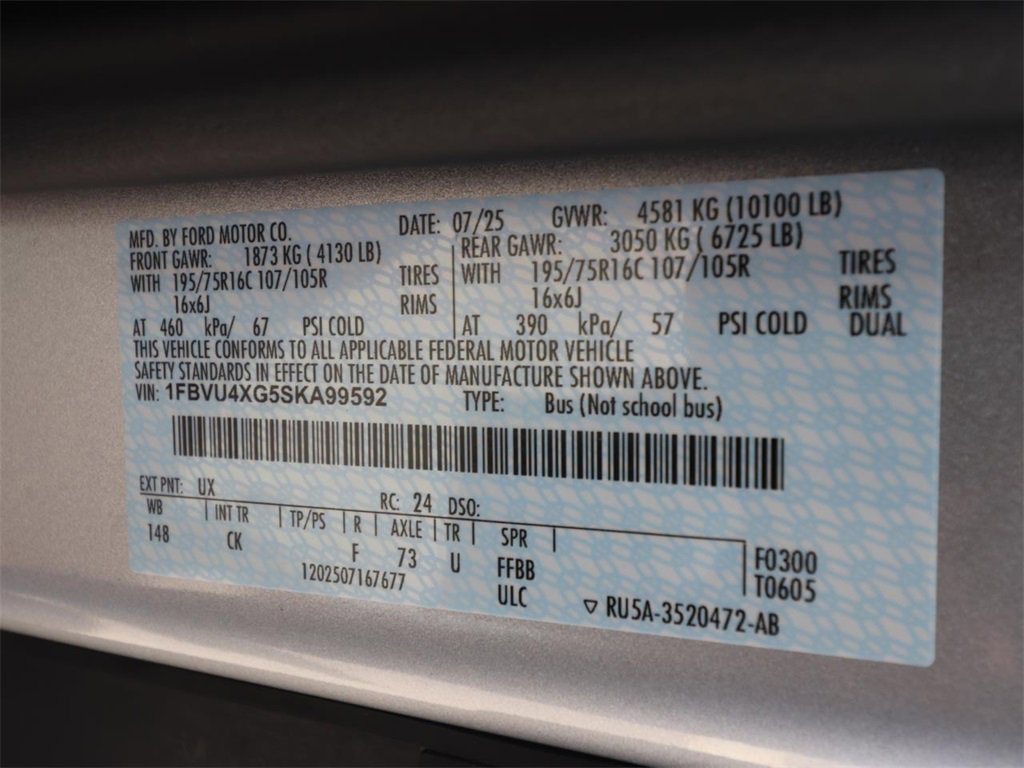 MFD. BY FORD MOTOR CO. DATE: 07/25 GVWR: 4581 KG (10100 LB)
FRONT GAWR: 1873 KG ( 4130 LB) REAR GAWR: 3050 KG ( 6725 LB)
WITH 195/75R16C 107/105R TIRES WITH 195/75R16C 107/105R TIRES
16x6J RIMS 16x6J RIMS
AT 460 kPa/ 67 PSI COLD AT 390 kPa/ 57 PSI COLD DUAL
THIS VEHICLE CONFORMS TO ALL APPLICABLE FEDERAL MOTOR VEHICLE
SAFETY STANDARDS IN EFFECT ON THE DATE OF MANUFACTURE SHOWN ABOVE.
VIN: 1FBVU4XG5SKA99592 TYPE: Bus (Not school bus)
EXT PNT: UX RC: 24 DSO:
WB INT TR TP/PS R AXLE TR SPR
148 CK F 73 U FFBB F0300
1202507167677 ULC T0605
▽ RU5A-3520472-AB